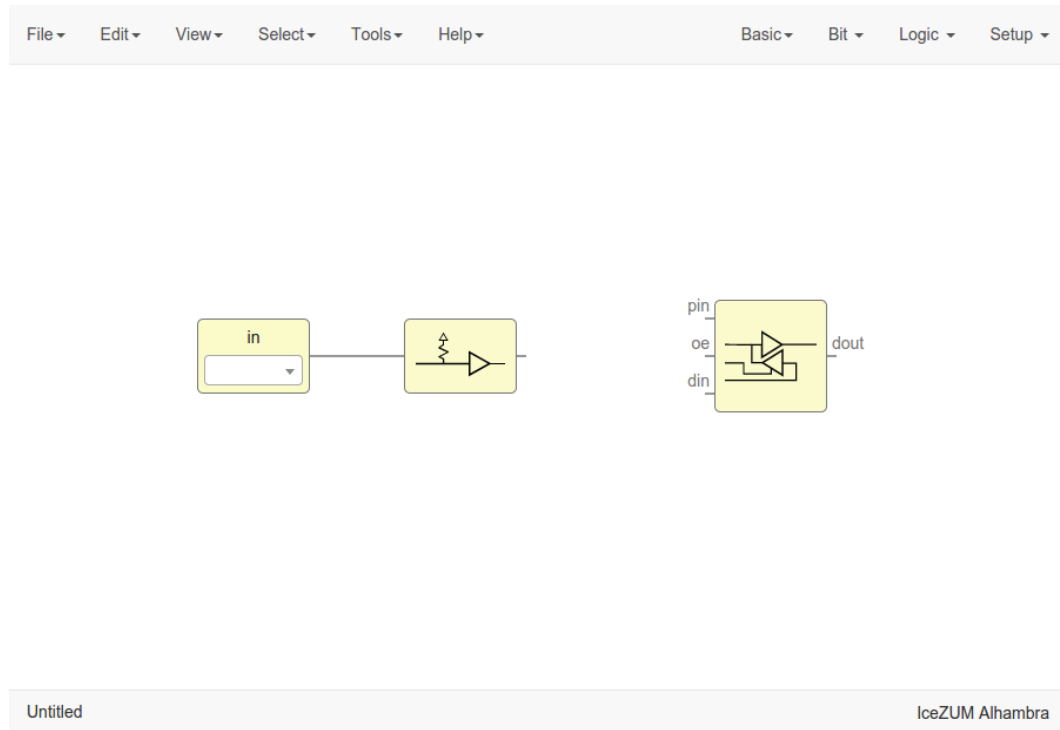 File Edit View Select Tools Help Basic Bit Logic Setup
in
pin
oe
din
dout
Untitled IceZUM Alhambra